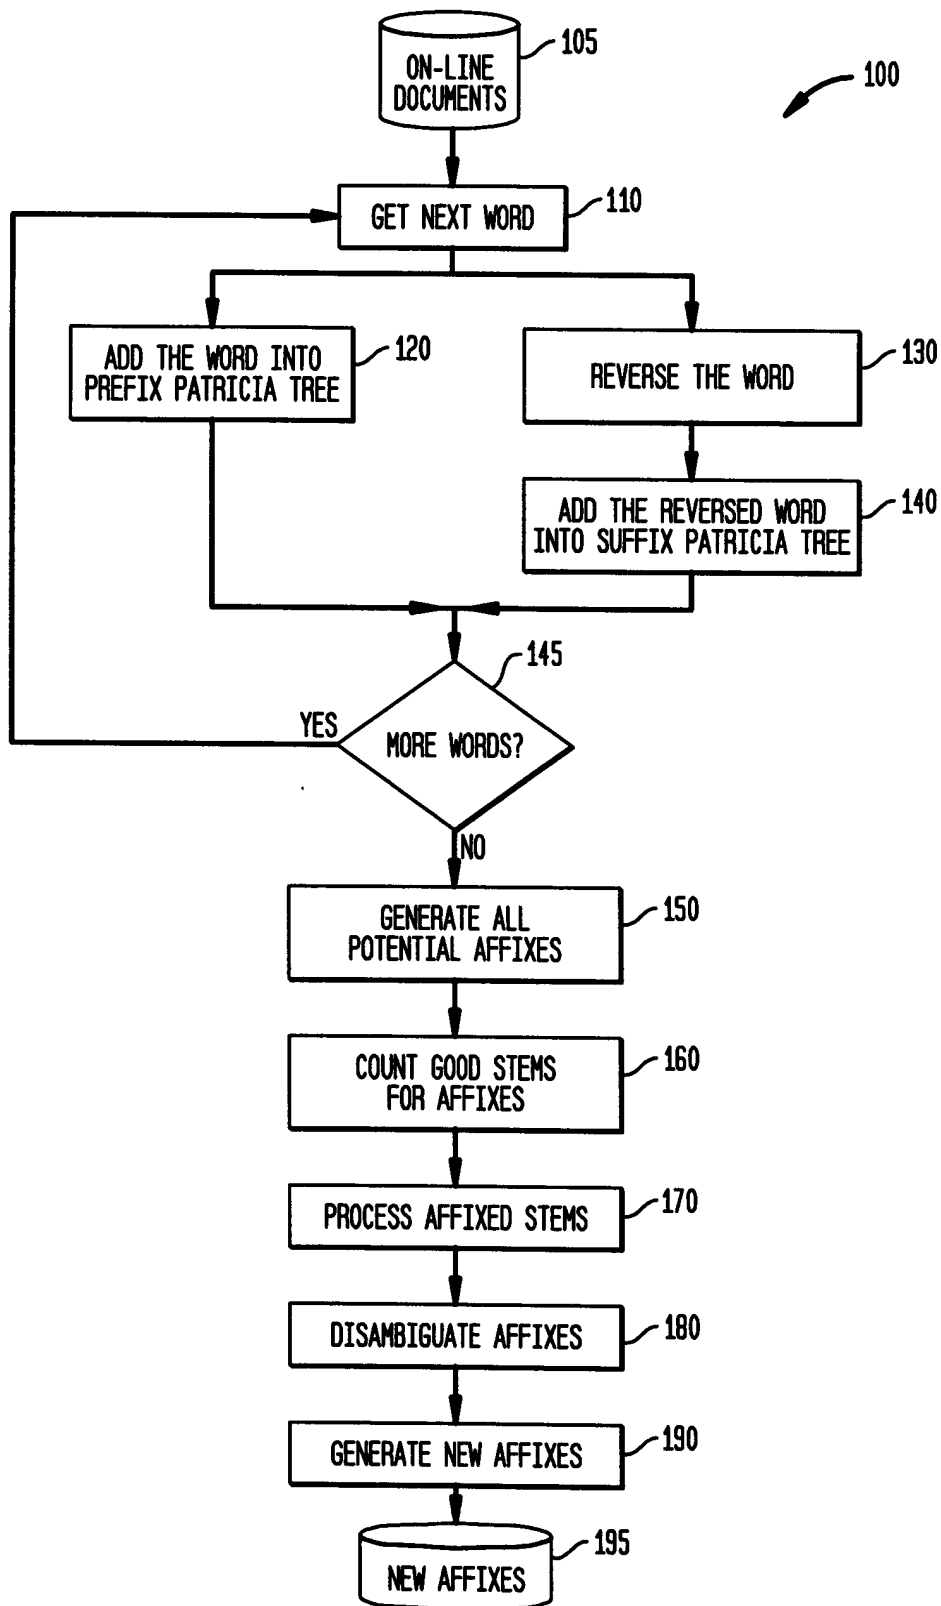 ON-LINE
DOCUMENTS
105
100
GET NEXT WORD
110
ADD THE WORD INTO
PREFIX PATRICIA TREE
120
REVERSE THE WORD
130
ADD THE REVERSED WORD
INTO SUFFIX PATRICIA TREE
140
145
YES
MORE WORDS?
NO
GENERATE ALL
POTENTIAL AFFIXES
150
COUNT GOOD STEMS
FOR AFFIXES
160
PROCESS AFFIXED STEMS
170
DISAMBIGUATE AFFIXES
180
GENERATE NEW AFFIXES
190
NEW AFFIXES
195